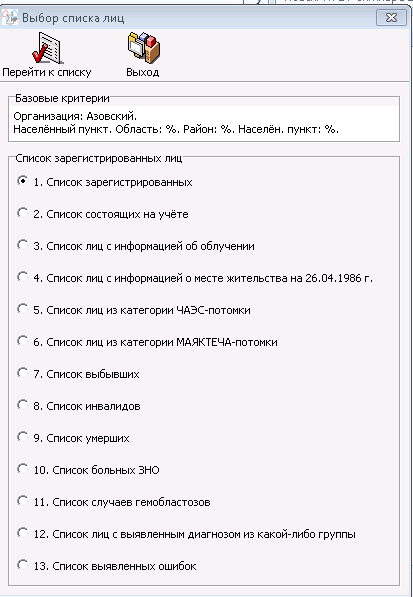 Выбор списка лиц
Перейти к списку
Выход
Базовые критерии
Организация: Азовский.
Населённый пункт. Область: %. Район: %. Населён. пункт: %.
Список зарегистрированных лиц
1. Список зарегистрированных
2. Список состоящих на учёте
3. Список лиц с информацией об облучении
4. Список лиц с информацией о месте жительства на 26.04.1986 г.
5. Список лиц из категории ЧАЭС-потомки
6. Список лиц из категории МАЯКТЕЧА-потомки
7. Список выбывших
8. Список инвалидов
9. Список умерших
10. Список больных ЗНО
11. Список случаев гемобластозов
12. Список лиц с выявленным диагнозом из какой-либо группы
13. Список выявленных ошибок